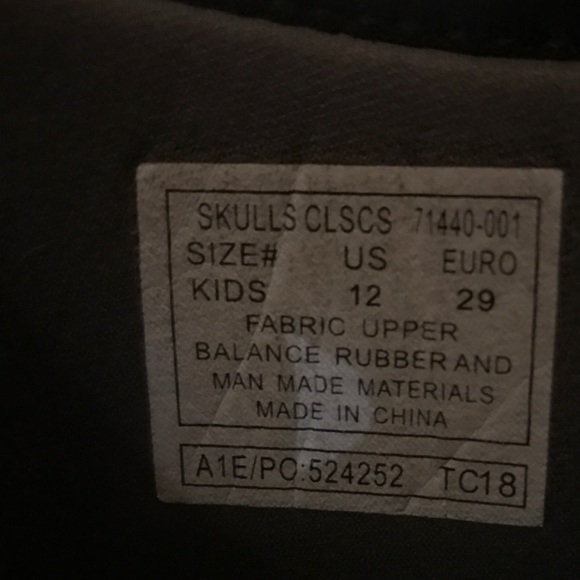 SKULLS CLSCS 71440-001
SIZE# US EURO
KIDS 12 29
FABRIC UPPER
BALANCE RUBBER AND
MAN MADE MATERIALS
MADE IN CHINA
A1E/PO:524252 TC18